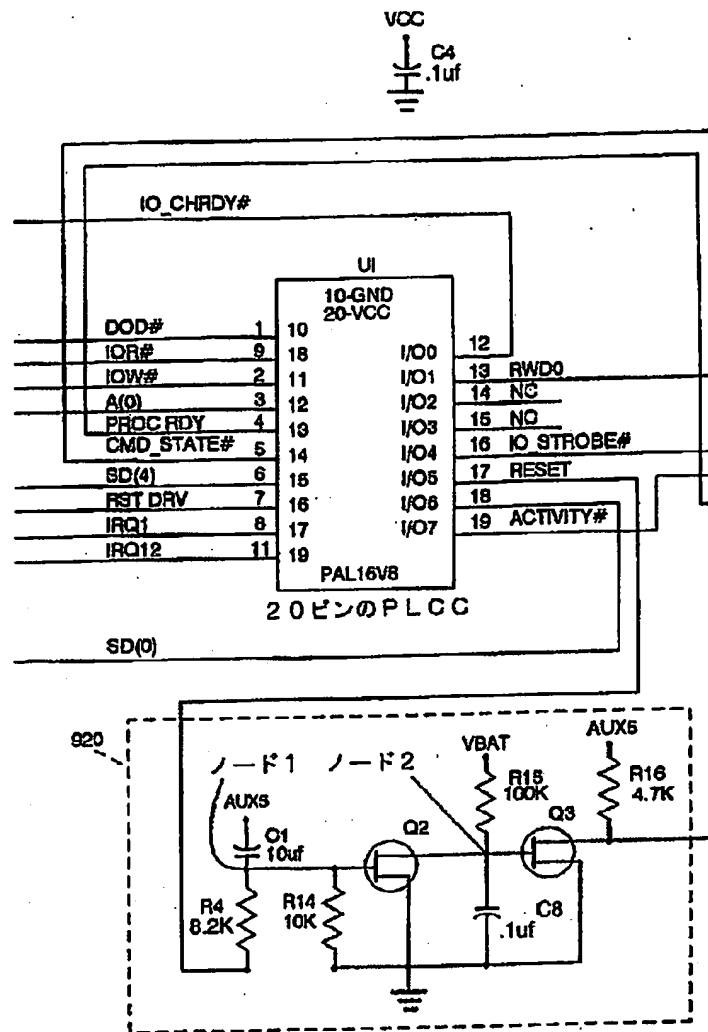 VCC
C4
.1uf
IO_CHRDY#
U1
10-GND
20-VCC
DOD# 1 10
IOR# 9 18
IOW# 2 11
A(0) 3 12
PROC RDY 4 13
CMD_STATE# 5 14
SD(4) 6 15
RST DRV 7 16
IRQ1 8 17
IRQ12 11 19
I/O0 12
I/O1 13 RWD0
I/O2 14 NC
I/O3 15 NC
I/O4 16 IO_STROBE#
I/O5 17 RESET
I/O6 18
I/O7 19 ACTIVITY#
PAL16V8
20ピンのPLCC
SD(0)
920
ノード1 ノード2
VBAT
AUX5
AUX5
R15
100K
R16
4.7K
C1
10uf
Q2
Q3
R4
8.2K
R14
10K
C8
.1uf